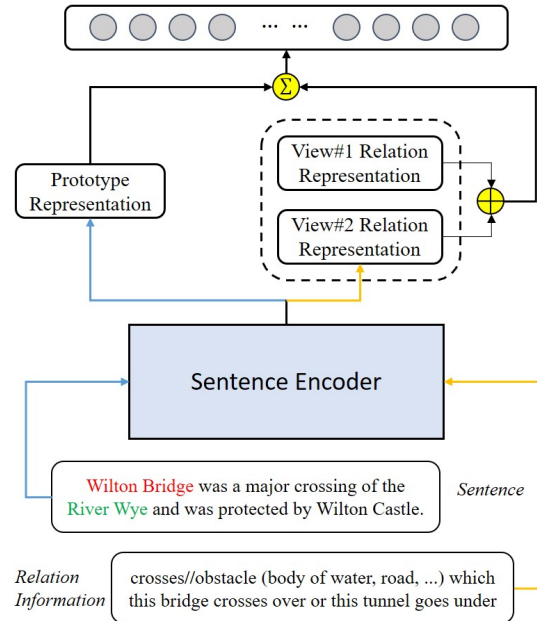 ... ...
Σ
View#1 Relation
Representation
Prototype
Representation
View#2 Relation
Representation
Sentence Encoder
Wilton Bridge was a major crossing of the
River Wye and was protected by Wilton Castle.
Sentence
Relation
Information
crosses//obstacle (body of water, road, ...) which
this bridge crosses over or this tunnel goes under